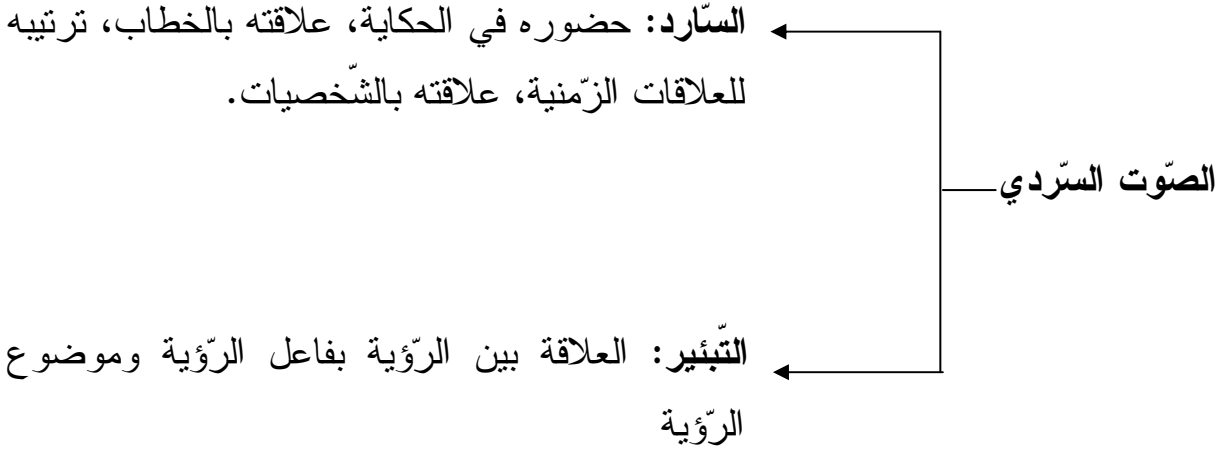 السّارد: حضوره في الحكاية، علاقته بالخطاب، ترتيبه
للعلاقات الزّمنية، علاقته بالشّخصيات.
الصّوت السّردي
التّبئير: العلاقة بين الرّؤية بفاعل الرّؤية وموضوع
الرّؤية